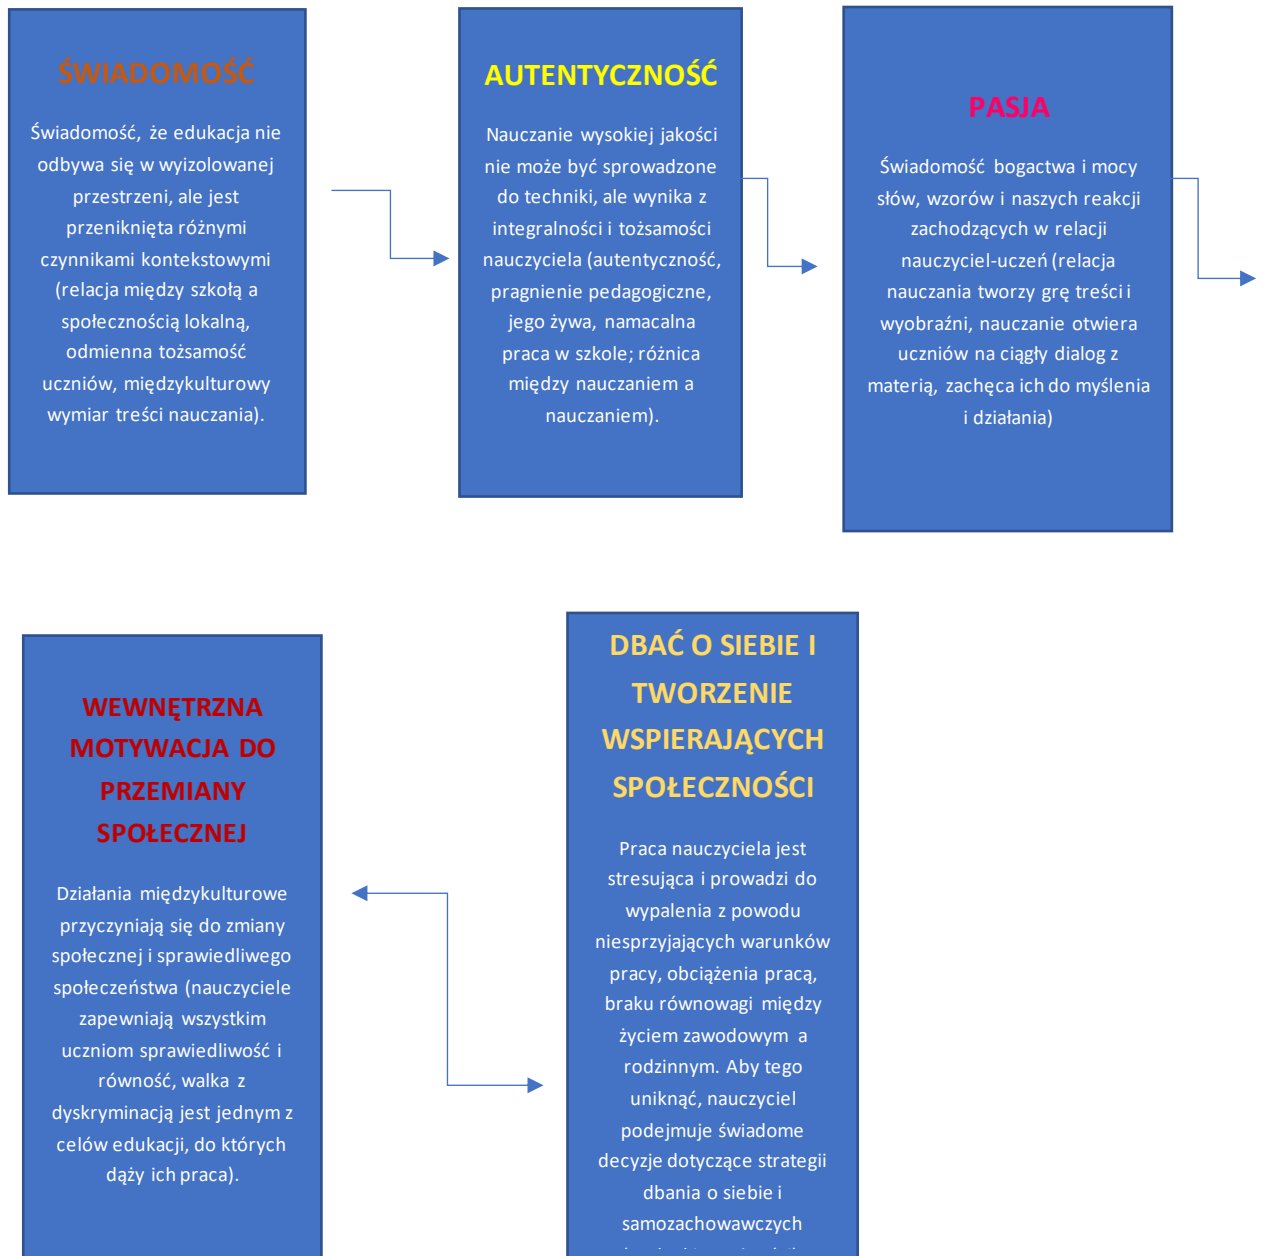 ŚWIADOMOŚĆ
Świadomość, że edukacja nie
odbywa się w wyizolowanej
przestrzeni, ale jest
przeniknięta różnymi
czynnikami kontekstowymi
(relacja między szkołą a
społecznością lokalną,
odmienna tożsamość
uczniów, międzykulturowy
wymiar treści nauczania).
AUTENTYCZNOŚĆ
Nauczanie wysokiej jakości
nie może być sprowadzone
do techniki, ale wynika z
integralności i tożsamości
nauczyciela (autentyczność,
pragnienie pedagogiczne,
jego żywa, namacalna
praca w szkole; różnica
między nauczaniem a
nauczaniem).
PASJA
Świadomość bogactwa i mocy
słów, wzorów i naszych reakcji
zachodzących w relacji
nauczyciel-uczeń (relacja
nauczania tworzy grę treści i
wyobraźni, nauczanie otwiera
uczniów na ciągły dialog z
materią, zachęca ich do myślenia
i działania)
WEWNĘTRZNA
MOTYWACJA DO
PRZEMIANY
SPOŁECZNEJ
Działania międzykulturowe
przyczyniają się do zmiany
społecznej i sprawiedliwego
społeczeństwa (nauczyciele
zapewniają wszystkim
uczniom sprawiedliwość i
równość, walka z
dyskryminacją jest jednym z
celów edukacji, do których
dąży ich praca).
DBAĆ O SIEBIE I
TWORZENIE
WSPIERAJĄCYCH
SPOŁECZNOŚCI
Praca nauczyciela jest
stresująca i prowadzi do
wypalenia z powodu
niesprzyjających warunków
pracy, obciążenia pracą,
braku równowagi między
życiem zawodowym a
rodzinnym. Aby tego
uniknąć, nauczyciel
podejmuje świadome
decyzje dotyczące strategii
dbania o siebie i
samozachowawczych